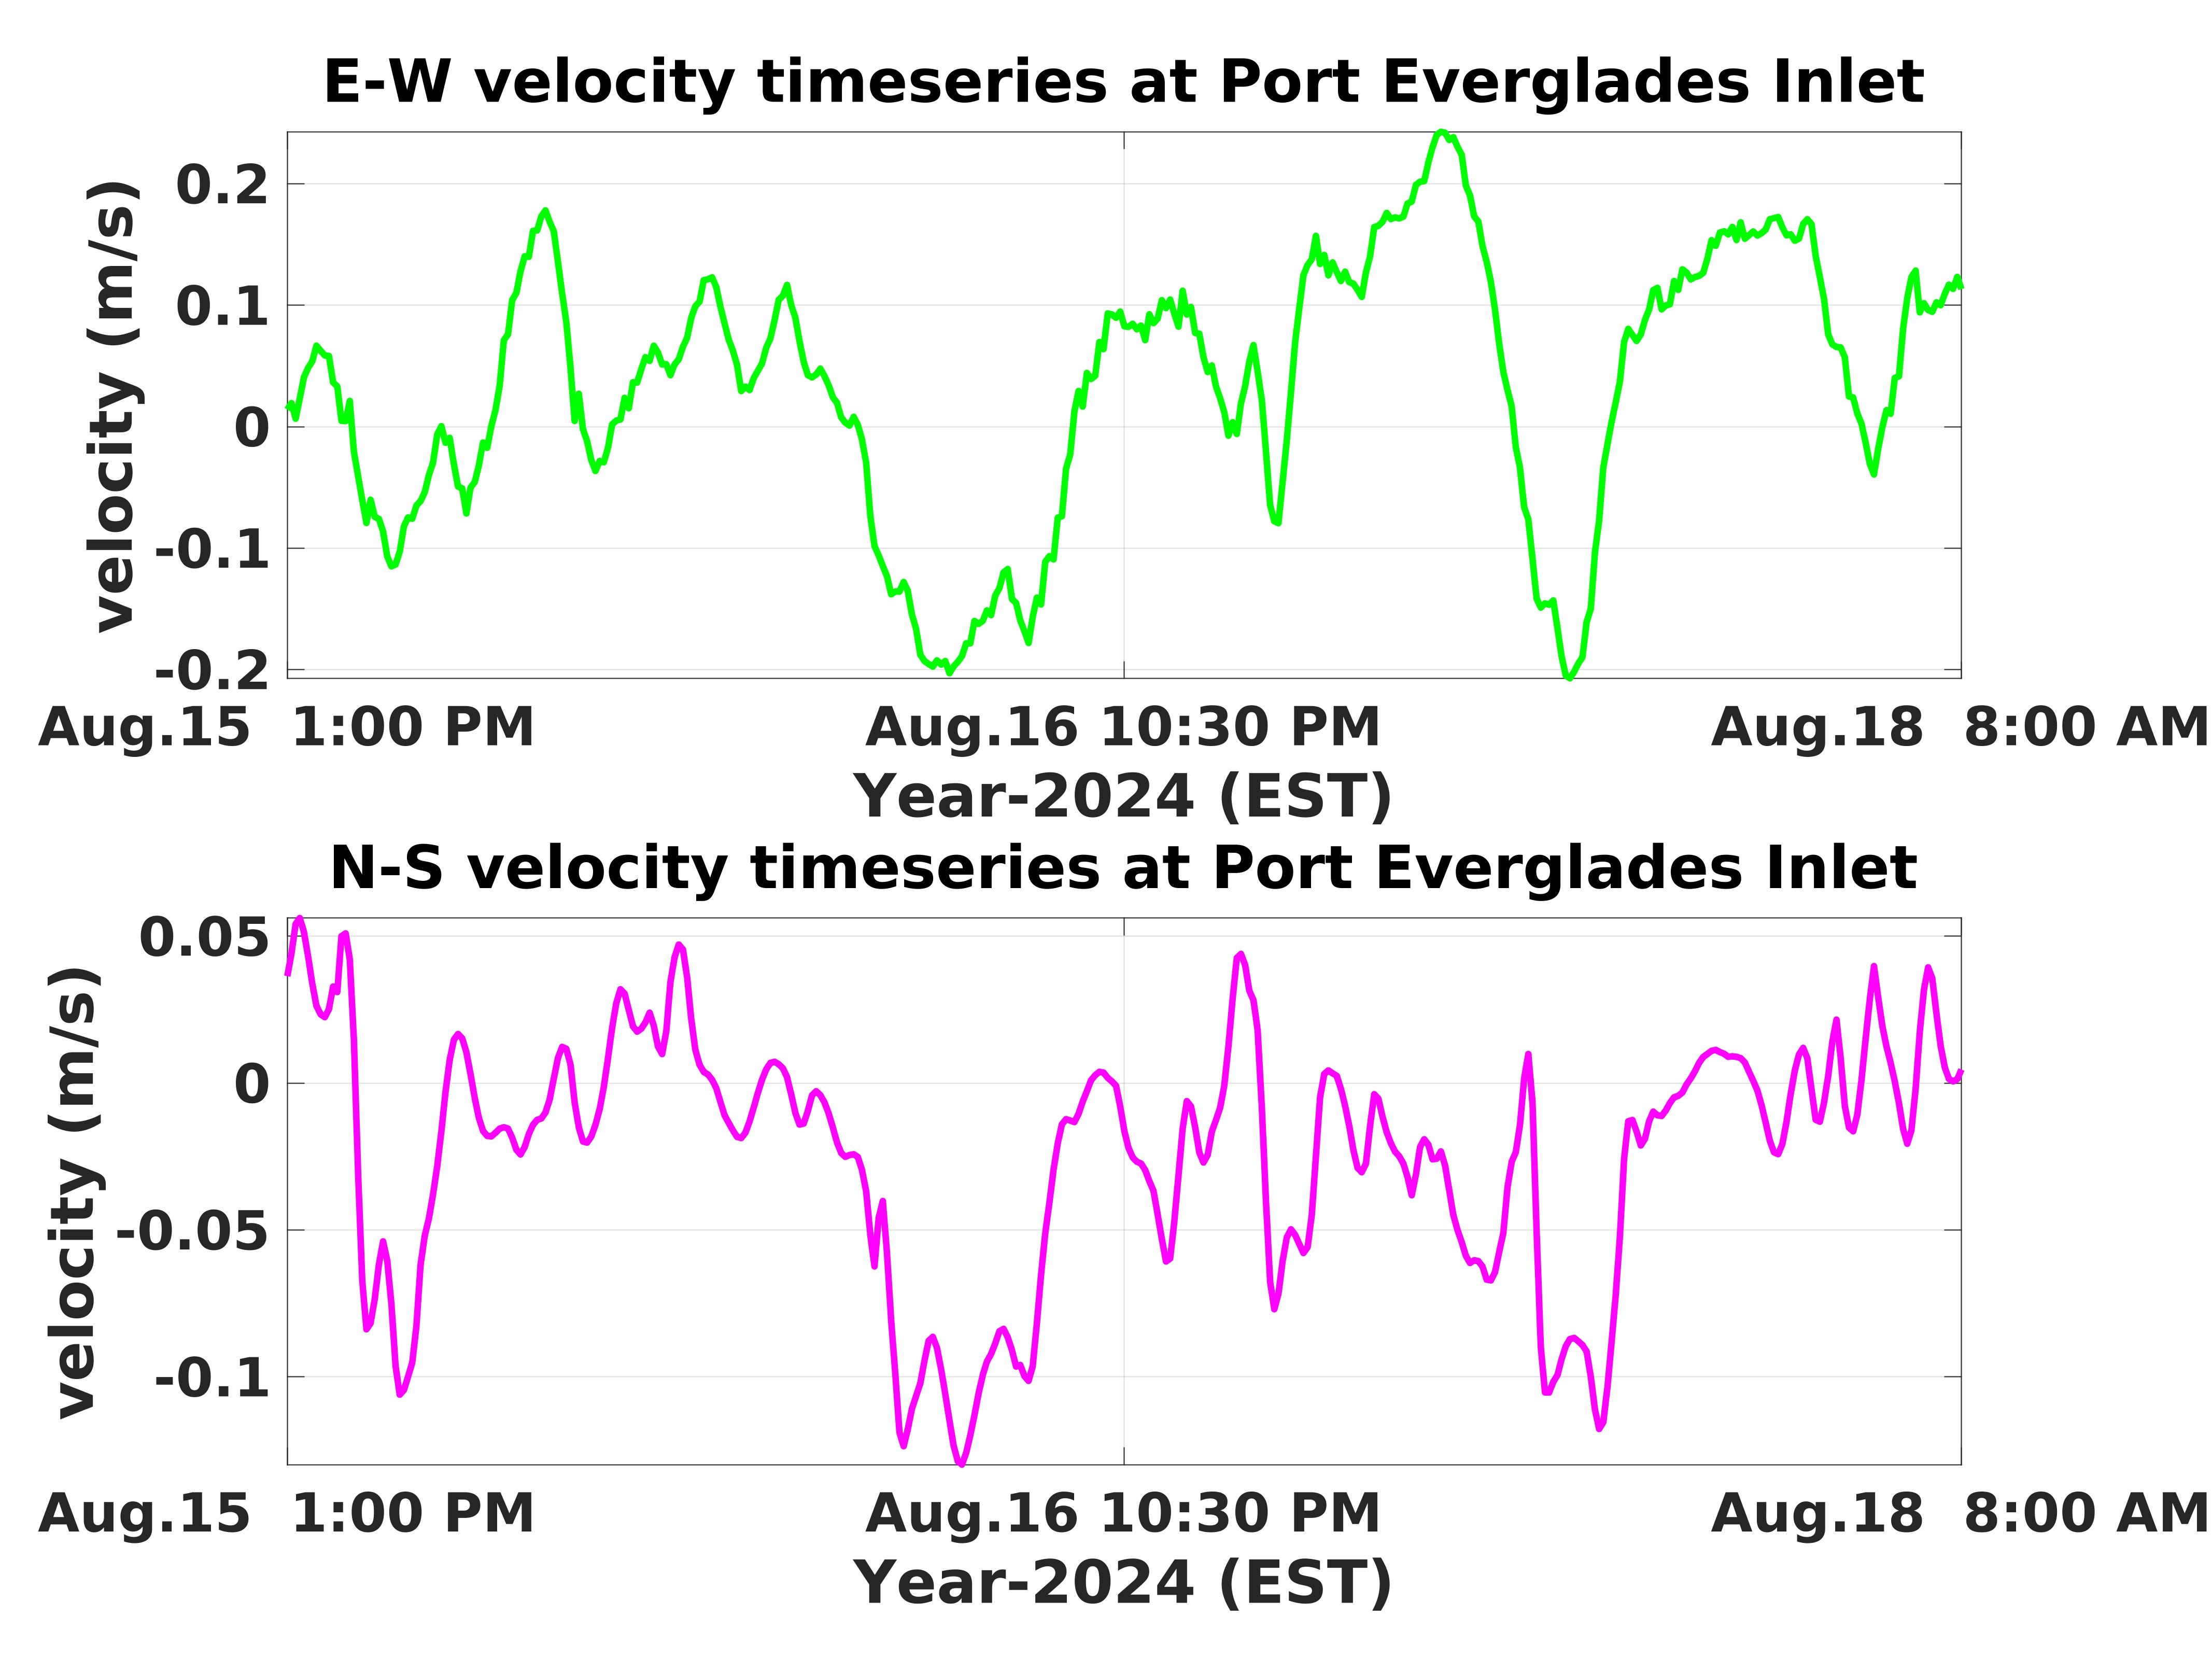 E-W velocity timeseries at Port Everglades Inlet
velocity (m/s)
0.2
0.1
0
-0.1
-0.2
Aug.15 1:00 PM Aug.16 10:30 PM Aug.18 8:00 AM
Year-2024 (EST)
N-S velocity timeseries at Port Everglades Inlet
velocity (m/s)
0.05
0
-0.05
-0.1
Aug.15 1:00 PM Aug.16 10:30 PM Aug.18 8:00 AM
Year-2024 (EST)